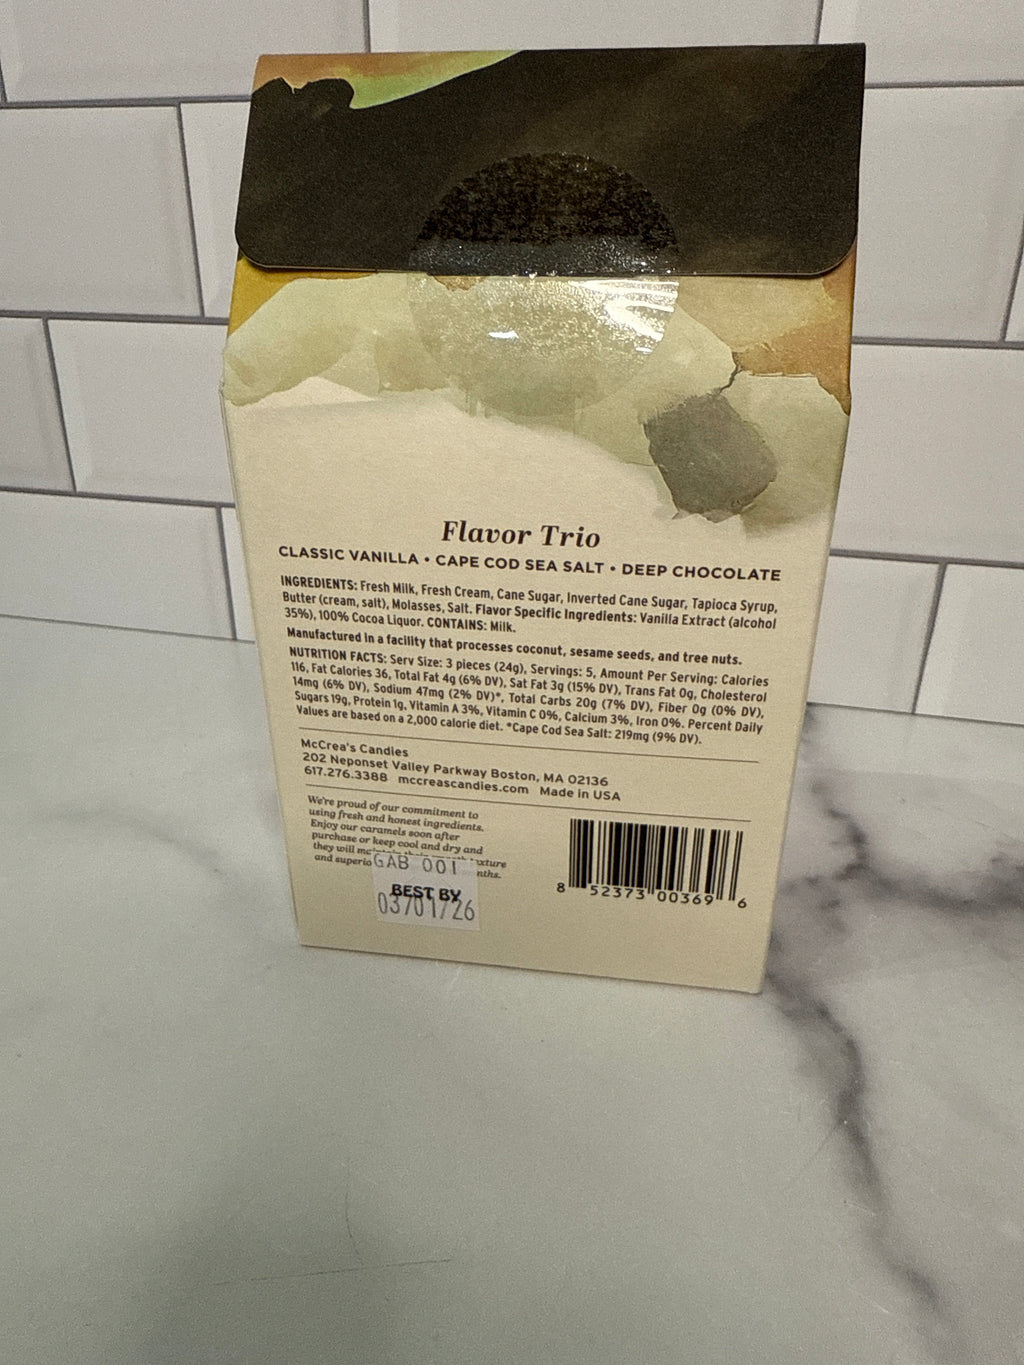 Flavor Trio
CLASSIC VANILLA • CAPE COD SEA SALT • DEEP CHOCOLATE
INGREDIENTS: Fresh Milk, Fresh Cream, Cane Sugar, Inverted Cane Sugar, Tapioca Syrup,
Butter (cream, salt), Molasses, Salt. Flavor Specific Ingredients: Vanilla Extract (alcohol
35%), 100% Cocoa Liquor. CONTAINS: Milk.
Manufactured in a facility that processes coconut, sesame seeds, and tree nuts.
NUTRITION FACTS: Serv Size: 3 pieces (24g), Servings: 5, Amount Per Serving: Calories
116, Fat Calories 36, Total Fat 4g (6% DV), Sat Fat 3g (15% DV), Trans Fat 0g, Cholesterol
14mg (6% DV), Sodium 47mg (2% DV)*, Total Carbs 20g (7% DV), Fiber 0g (0% DV),
Sugars 19g, Protein 1g, Vitamin A 3%, Vitamin C 0%, Calcium 3%, Iron 0%. Percent Daily
Values are based on a 2,000 calorie diet. *Cape Cod Sea Salt: 219mg (9% DV).
McCrea's Candies
202 Neponset Valley Parkway Boston, MA 02136
617.276.3388 mccreascandies.com Made in USA
We're proud of our commitment to
using fresh and honest ingredients.
Enjoy our caramels soon after
purchase or keep cool and dry and
they will
and
GAB 001
BEST BY
03/01/26
8 52373 00369 6